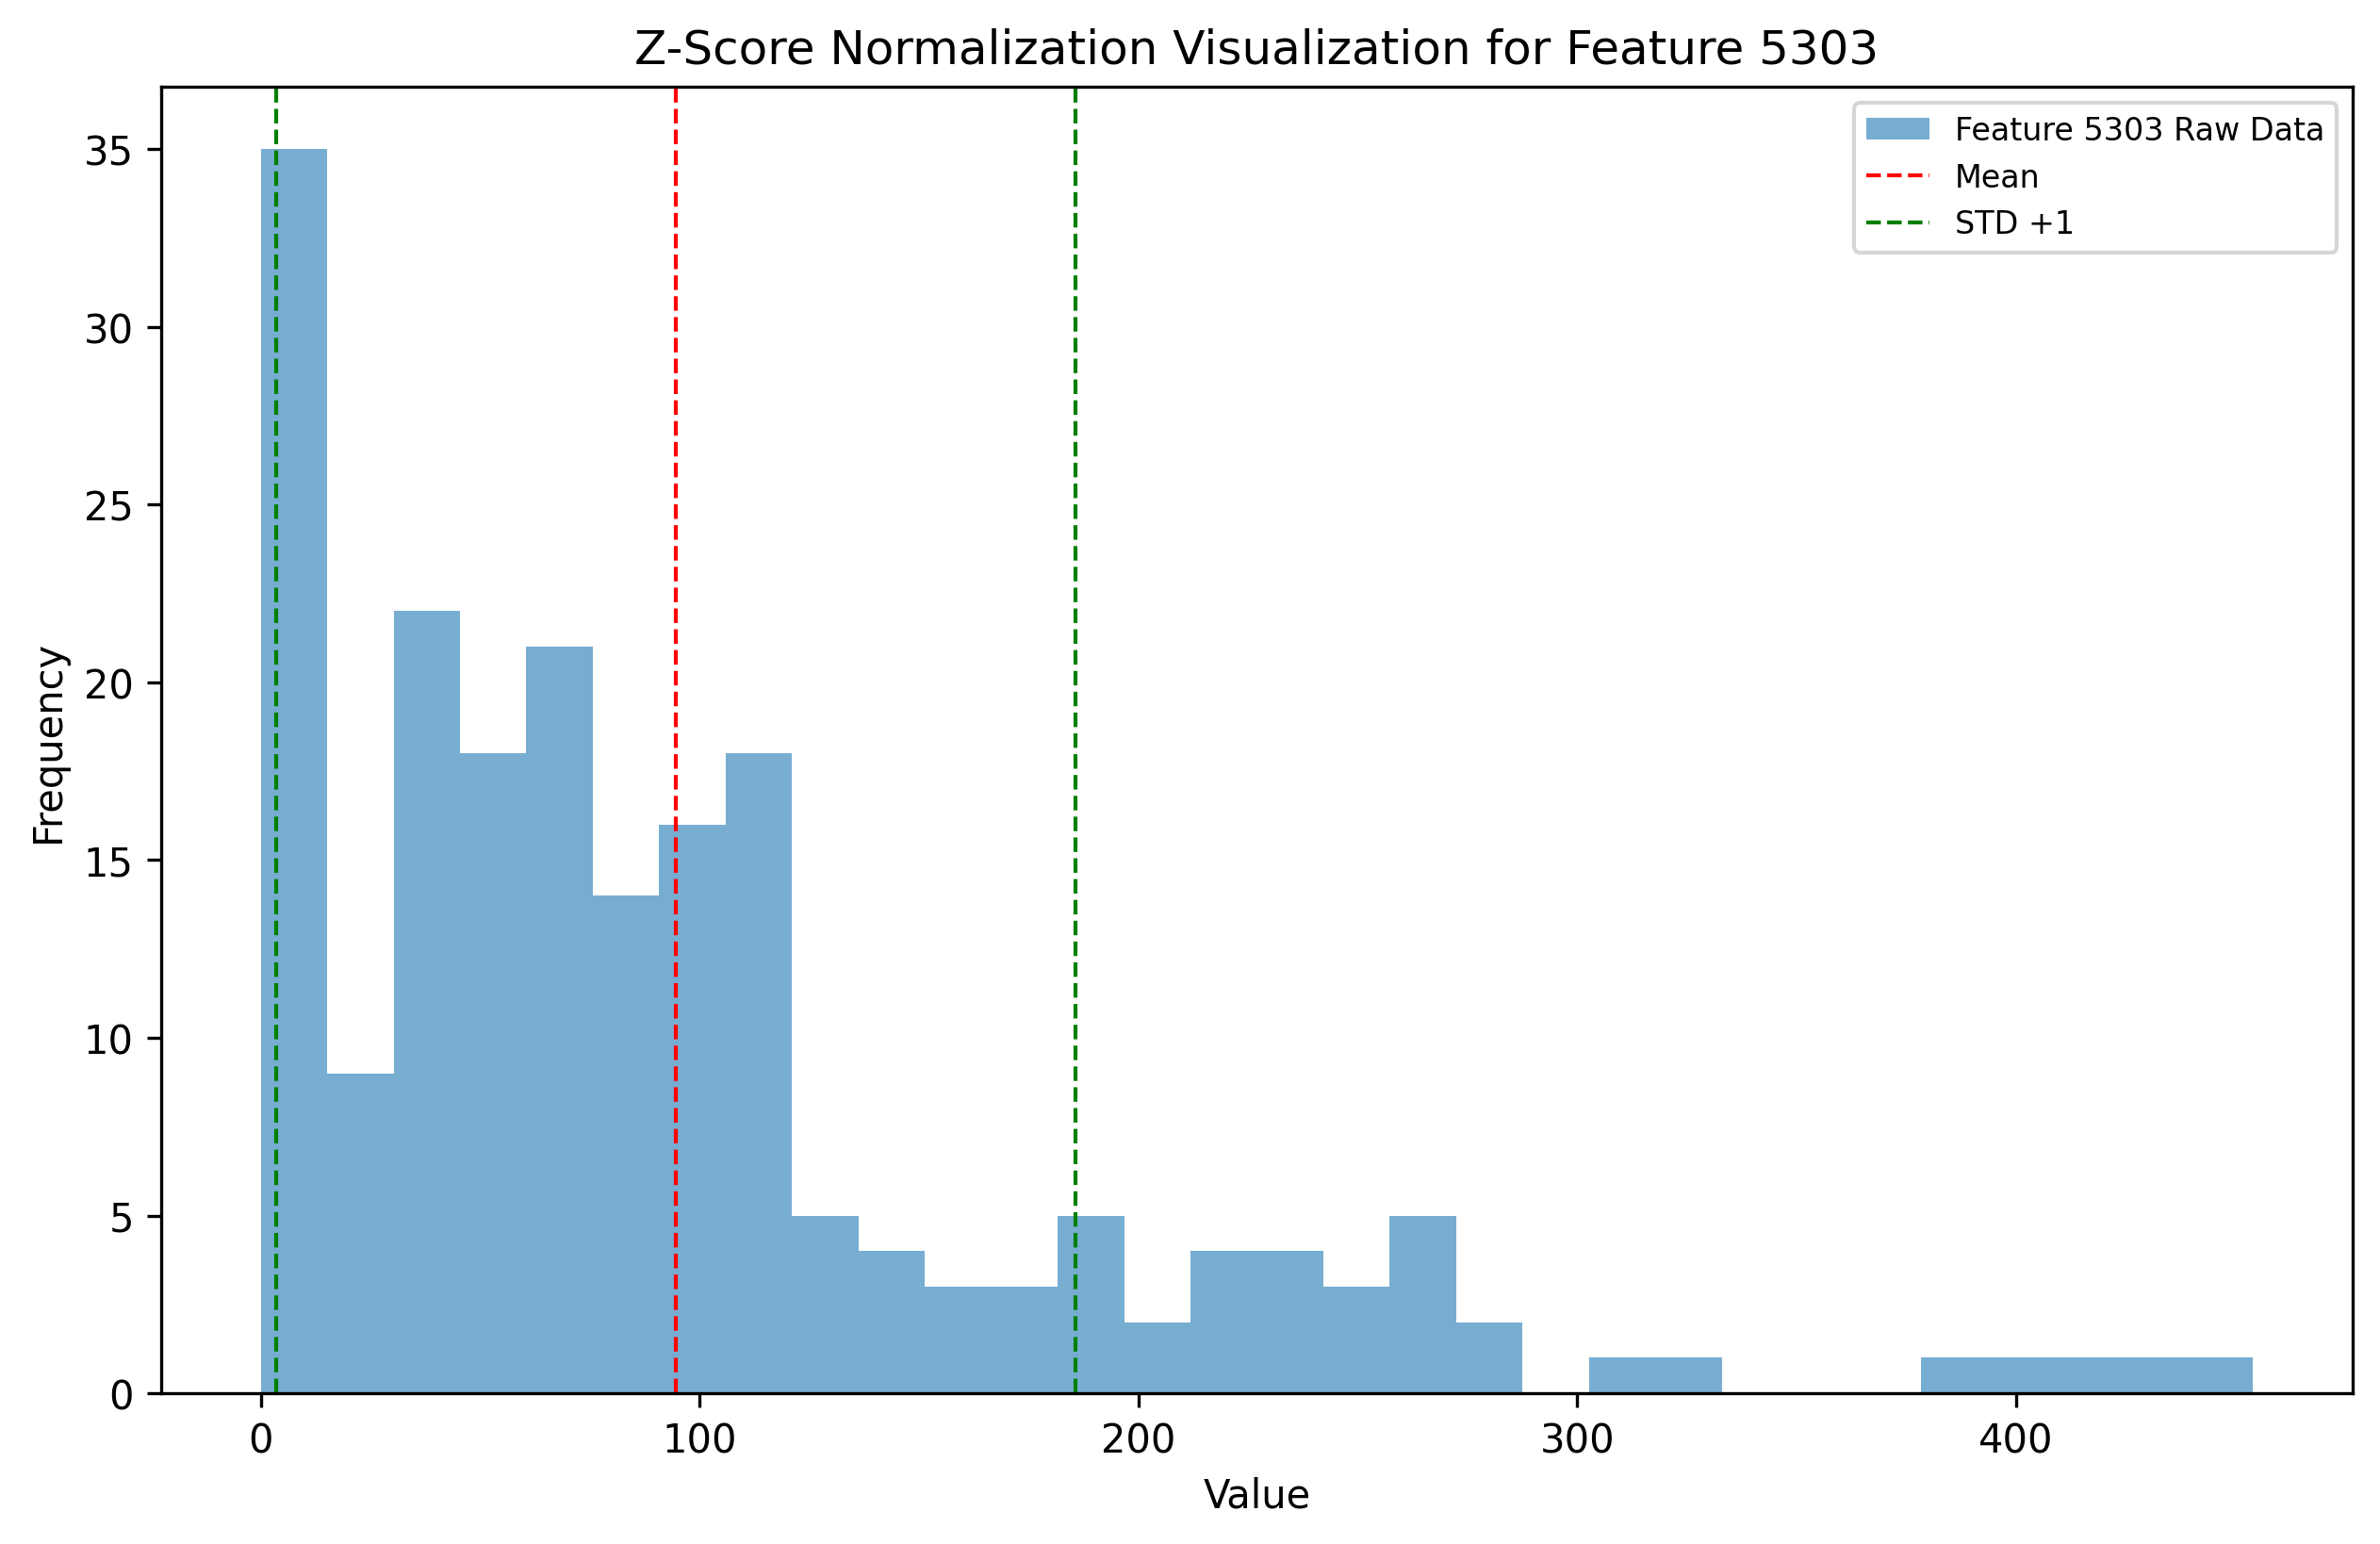 Z-Score Normalization Visualization for Feature 5303
Feature 5303 Raw Data
Mean
STD +1
35
30
25
20
15
10
5
0
Frequency
0 100 200 300 400
Value